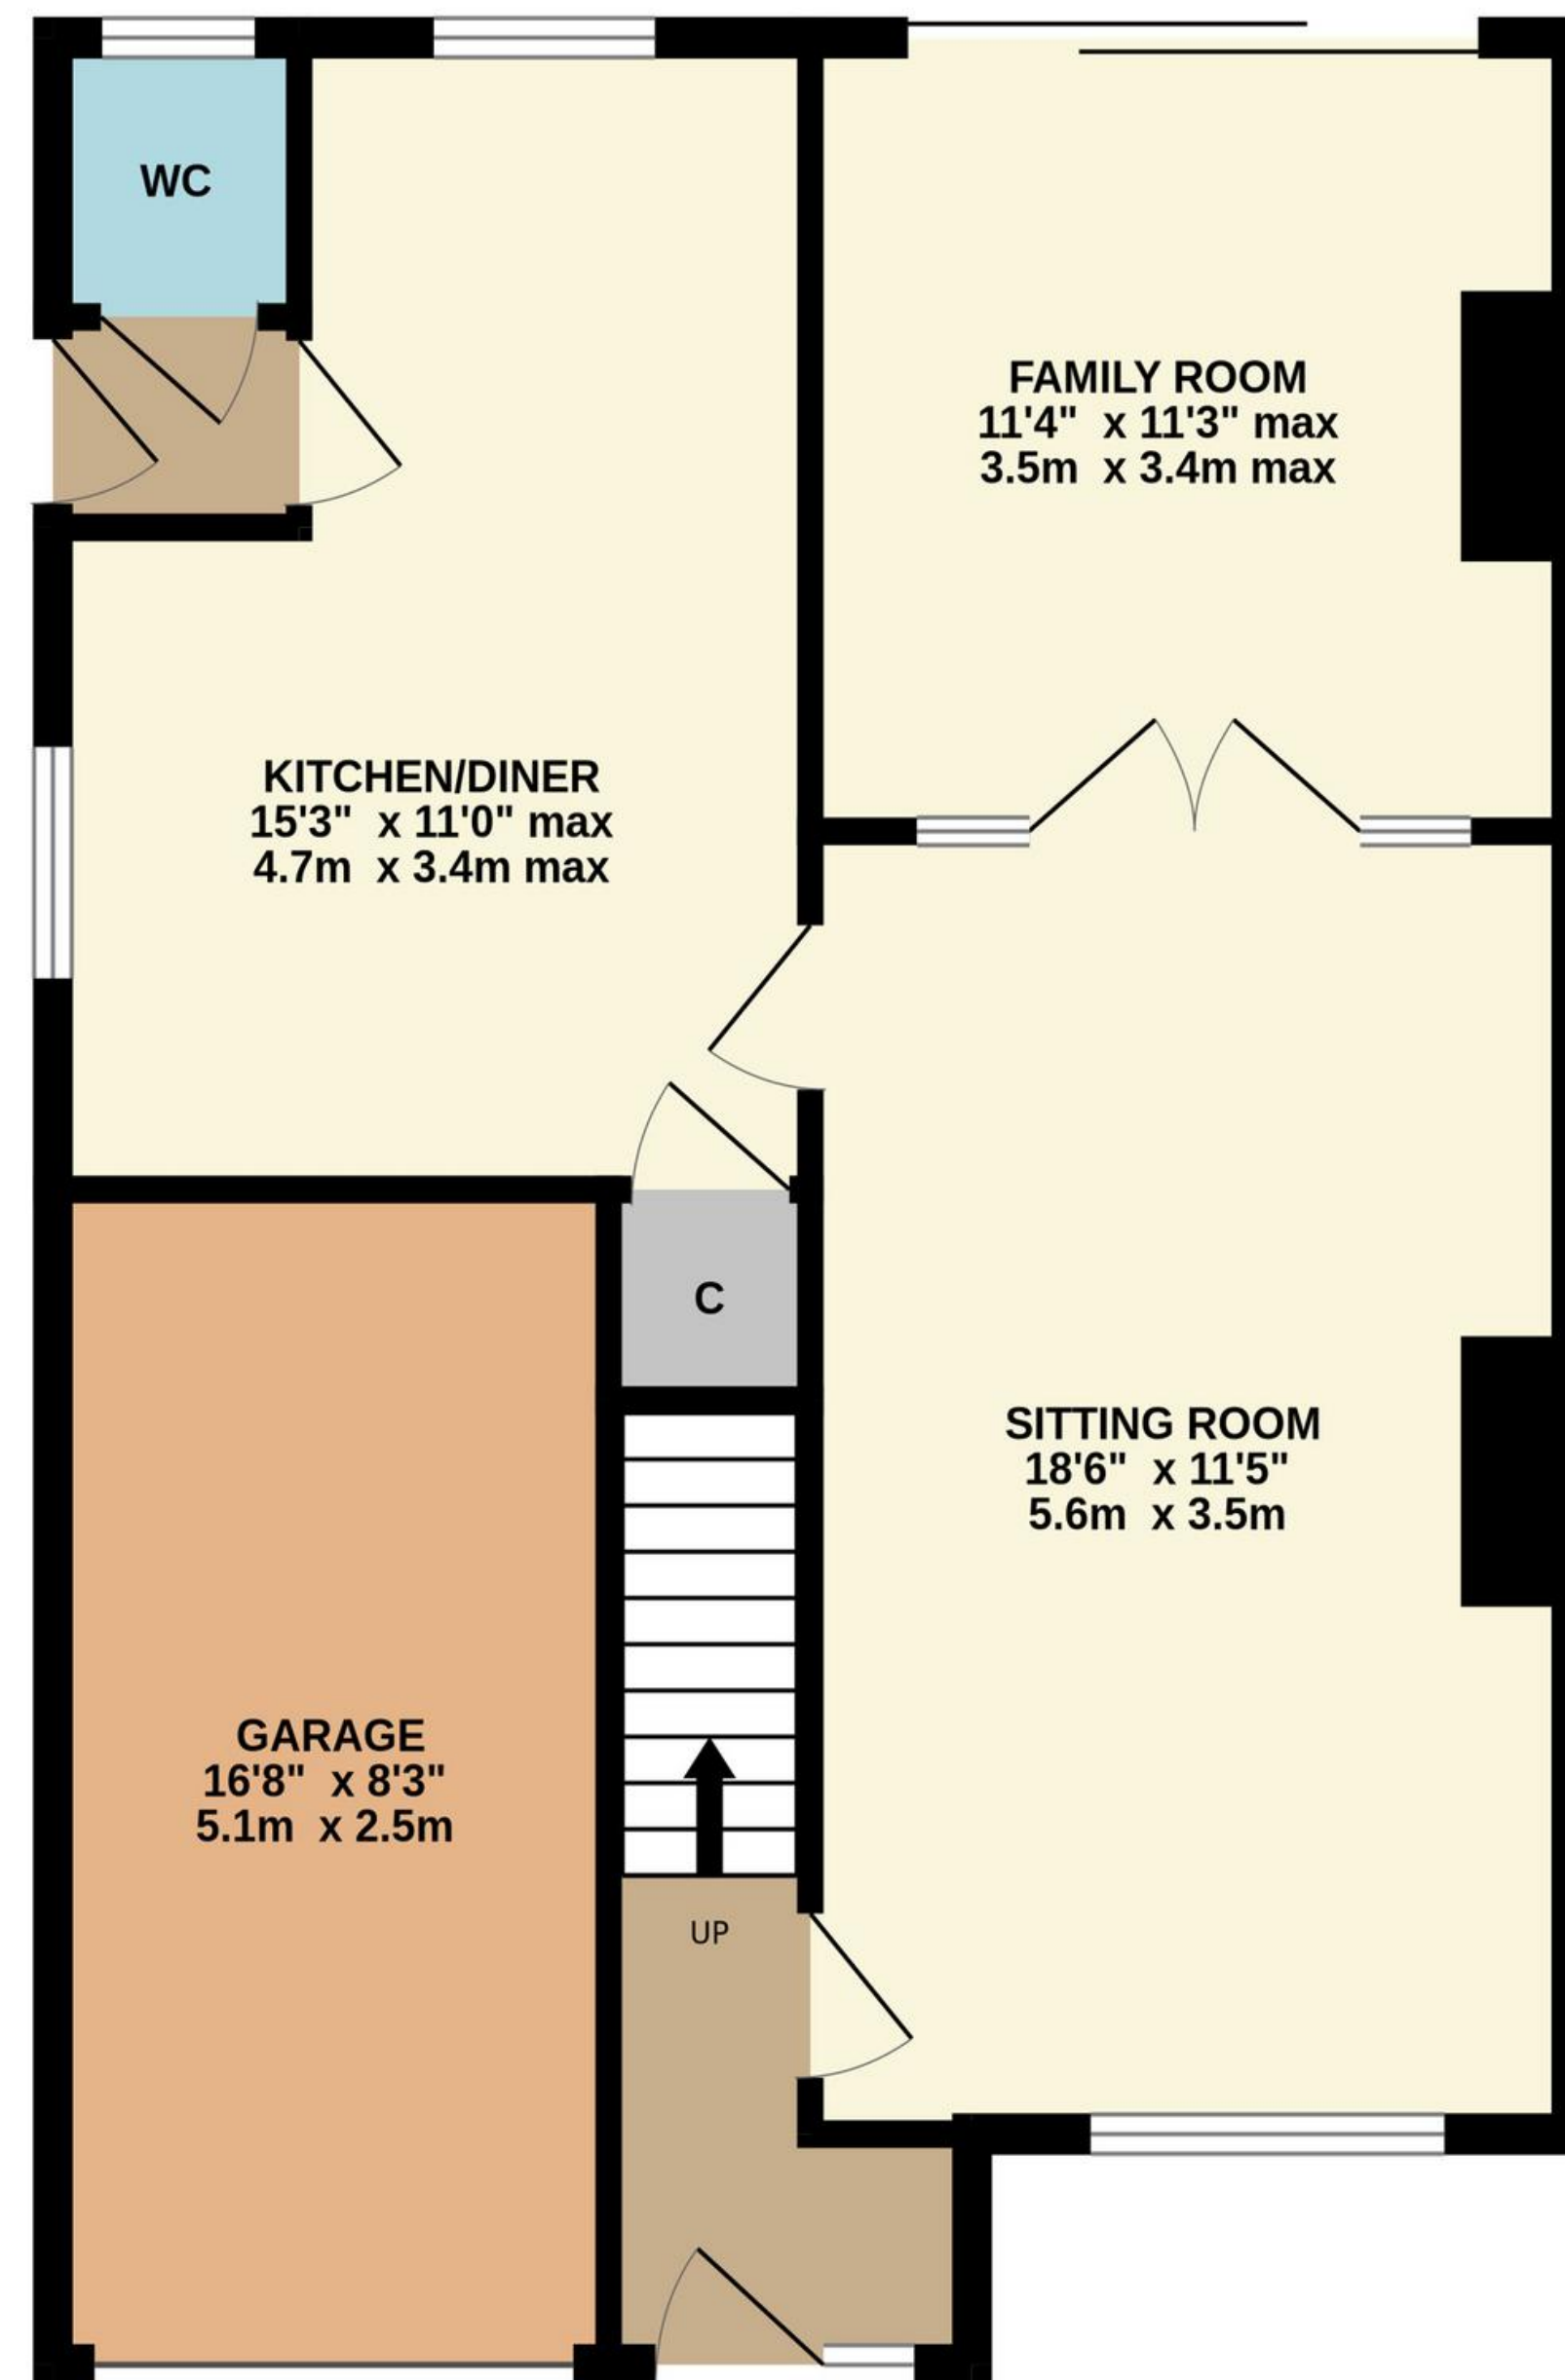 WC
FAMILY ROOM
11'4" x 11'3" max
3.5m x 3.4m max
KITCHEN/DINER
15'3" x 11'0" max
4.7m x 3.4m max
C
SITTING ROOM
18'6" x 11'5"
5.6m x 3.5m
GARAGE
16'8" x 8'3"
5.1m x 2.5m
UP